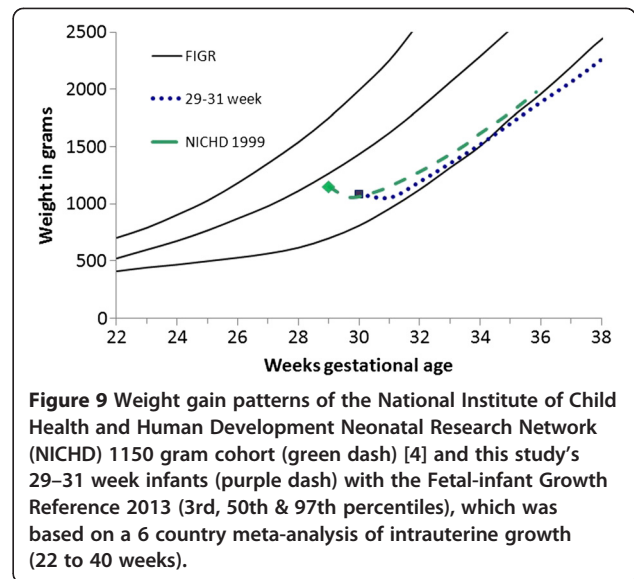 2500
2000
1500
1000
500
0
Weight in grams
FIGR
29-31 week
NICHD 1999
22 24 26 28 30 32 34 36 38
Weeks gestational age
Figure 9 Weight gain patterns of the National Institute of Child
Health and Human Development Neonatal Research Network
(NICHD) 1150 gram cohort (green dash) [4] and this study's
29–31 week infants (purple dash) with the Fetal-infant Growth
Reference 2013 (3rd, 50th & 97th percentiles), which was
based on a 6 country meta-analysis of intrauterine growth
(22 to 40 weeks).